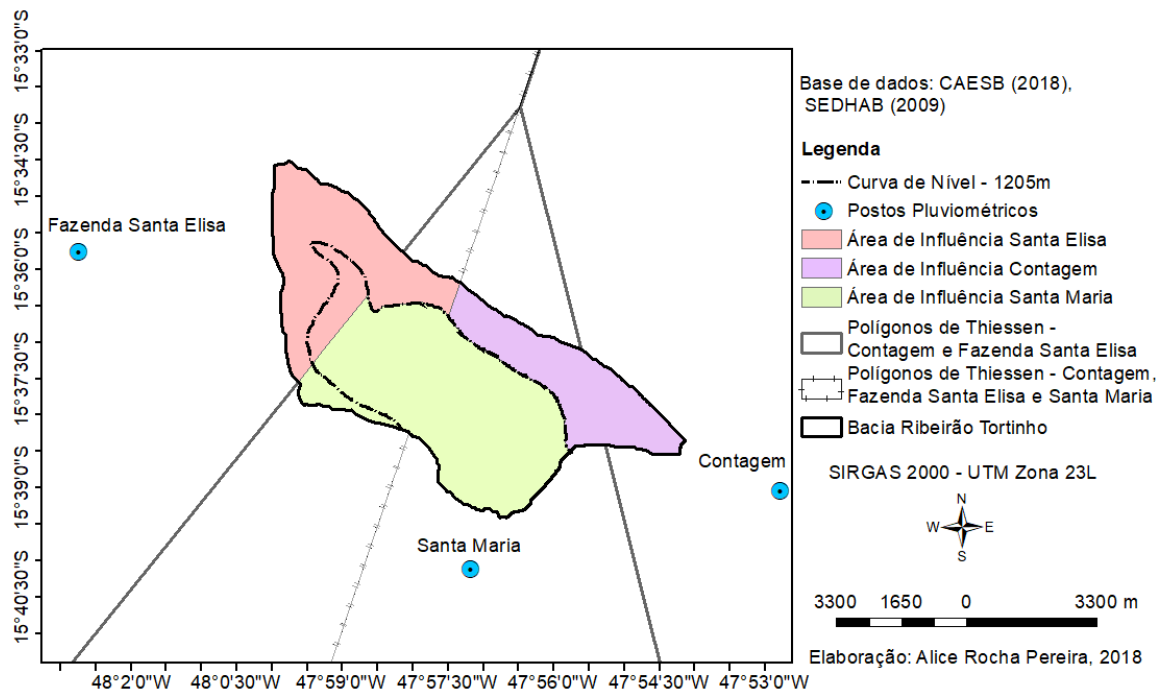 15°33'0"S
15°34'30"S
15°36'0"S
15°37'30"S
15°39'0"S
15°40'30"S
48°2'0"W 48°0'30"W 47°59'0"W 47°57'30"W 47°56'0"W 47°54'30"W 47°53'0"W
Fazenda Santa Elisa
Contagem
Santa Maria
Base de dados: CAESB (2018),
SEDHAB (2009)
Legenda
Curva de Nível - 1205m
Postos Pluviométricos
Área de Influência Santa Elisa
Área de Influência Contagem
Área de Influência Santa Maria
Polígonos de Thiessen -
Contagem e Fazenda Santa Elisa
Polígonos de Thiessen - Contagem,
Fazenda Santa Elisa e Santa Maria
Bacia Ribeirão Tortinho
SIRGAS 2000 - UTM Zona 23L
N
W E
S
3300 1650 0 3300 m
Elaboração: Alice Rocha Pereira, 2018